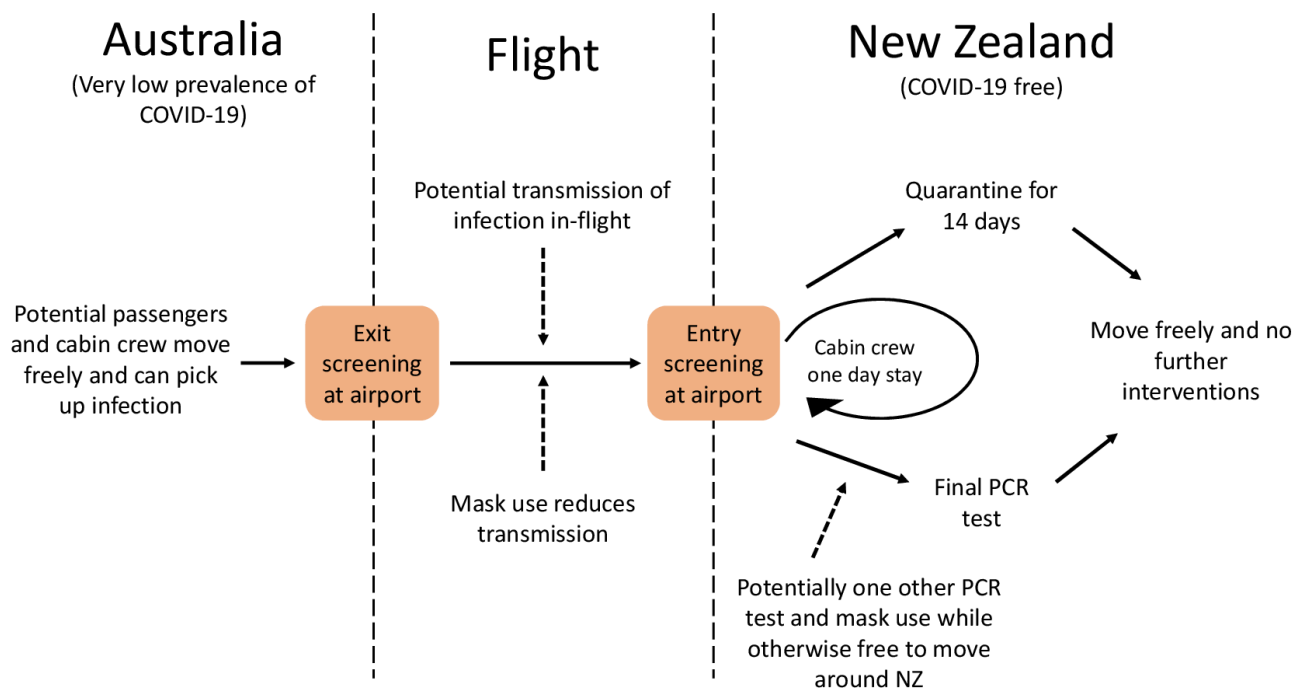 Australia
(Very low prevalence of
COVID-19)
Flight
New Zealand
(COVID-19 free)
Potential passengers
and cabin crew move
freely and can pick
up infection
Exit
screening
at airport
Potential transmission of
infection in-flight
Mask use reduces
transmission
Entry
screening
at airport
Quarantine for
14 days
Cabin crew
one day stay
Final PCR
test
Potentially one other PCR
test and mask use while
otherwise free to move
around NZ
Move freely and no
further
interventions